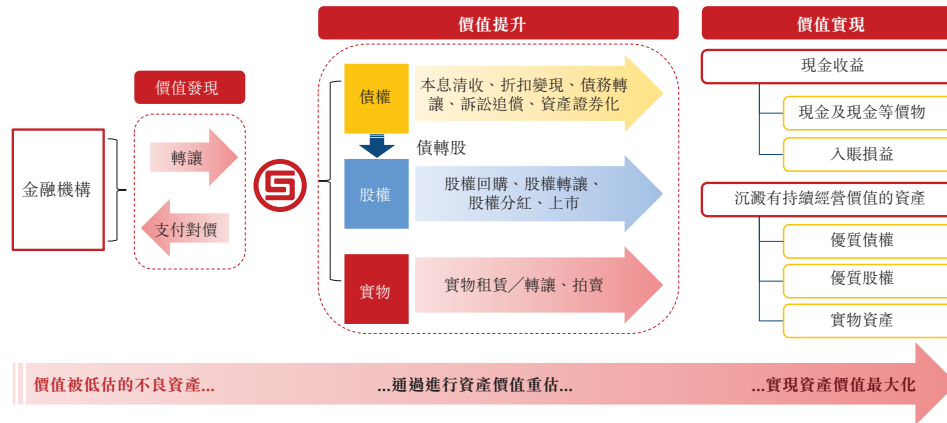 價值發現
金融機構
轉讓
支付對價
價值提升
債權
本息清收、折扣變現、債務轉
讓、訴訟追償、資產證券化
債轉股
股權
股權回購、股權轉讓、
股權分紅、上市
實物
實物租賃／轉讓、拍賣
價值實現
現金收益
現金及現金等價物
入賬損益
沉澱有持續經營價值的資產
優質債權
優質股權
實物資產
價值被低估的不良資產...
...通過進行資產價值重估...
...實現資產價值最大化